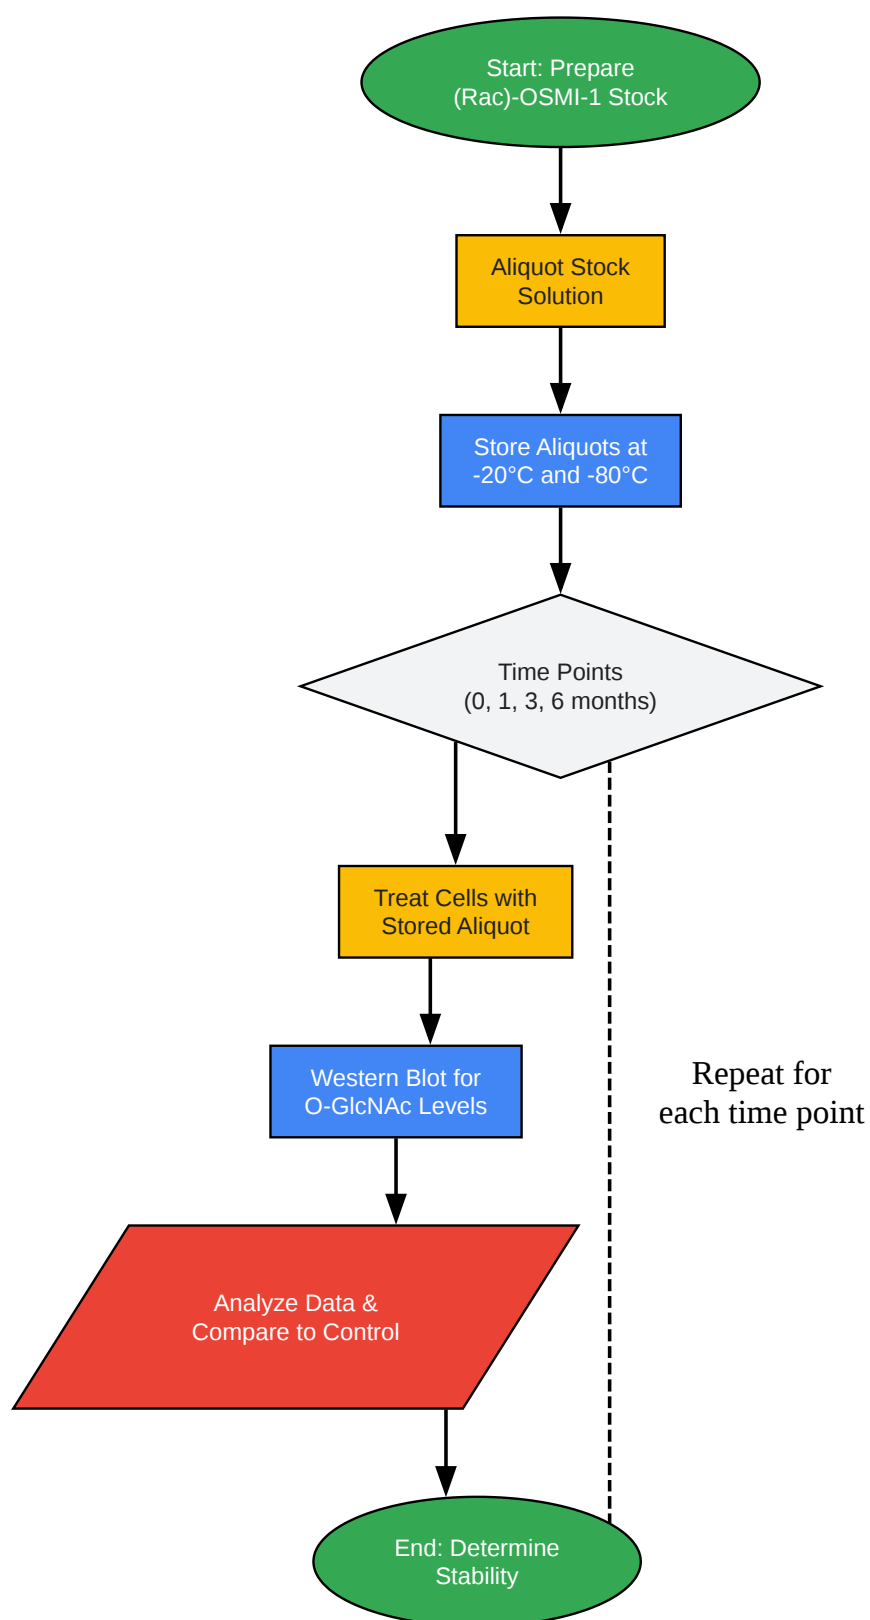 Start: Prepare
(Rac)-OSMI-1 Stock
Aliquot Stock
Solution
Store Aliquots at
-20°C and -80°C
Time Points
(0, 1, 3, 6 months)
Treat Cells with
Stored Aliquot
Western Blot for
O-GlcNAc Levels
Repeat for
each time point
Analyze Data &
Compare to Control
End: Determine
Stability